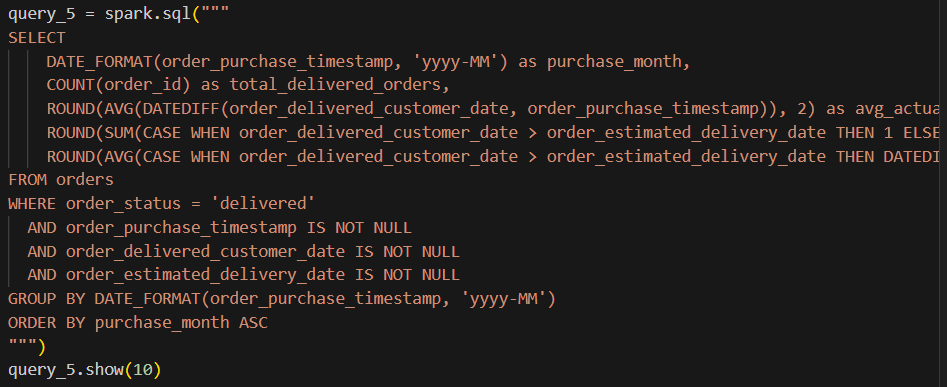 query_5 = spark.sql("""
SELECT
DATE_FORMAT(order_purchase_timestamp, 'yyyy-MM') as purchase_month,
COUNT(order_id) as total_delivered_orders,
ROUND(AVG(DATEDIFF(order_delivered_customer_date, order_purchase_timestamp)), 2) as avg_actua
ROUND(SUM(CASE WHEN order_delivered_customer_date > order_estimated_delivery_date THEN 1 ELSE
ROUND(AVG(CASE WHEN order_delivered_customer_date > order_estimated_delivery_date THEN DATEDI
FROM orders
WHERE order_status = 'delivered'
AND order_purchase_timestamp IS NOT NULL
AND order_delivered_customer_date IS NOT NULL
AND order_estimated_delivery_date IS NOT NULL
GROUP BY DATE_FORMAT(order_purchase_timestamp, 'yyyy-MM')
ORDER BY purchase_month ASC
""")
query_5.show(10)